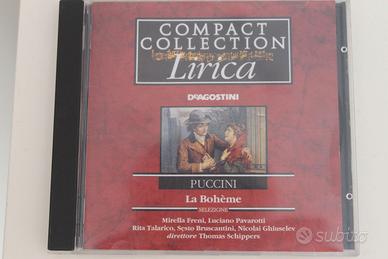 COMPACT
COLLECTION
Lirica
DeAGOSTINI
PUCCINI
La Bohème
SELEZIONE
Mirella Freni, Luciano Pavarotti
Rita Talarico, Sesto Bruscantini, Nicolai Ghiuselev
direttore Thomas Schippers
subito